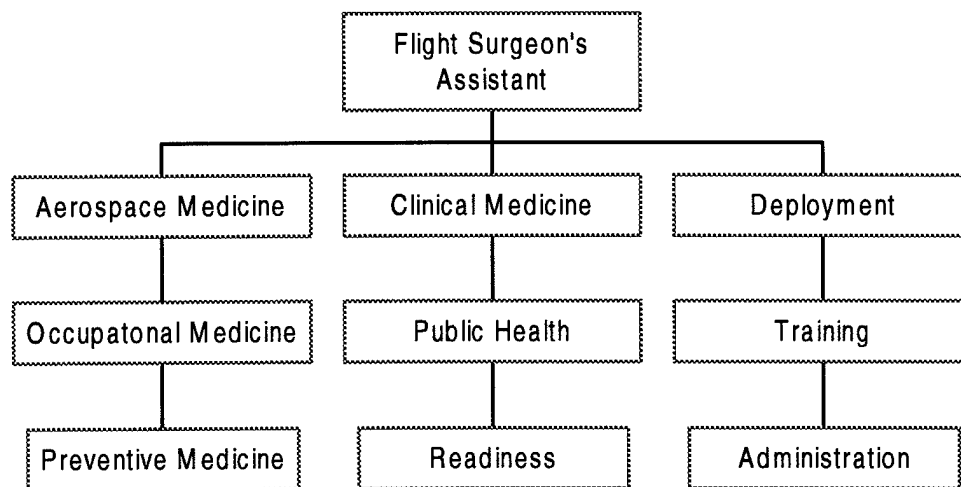 Flight Surgeon's
Assistant
Aerospace Medicine
Clinical Medicine
Deployment
Occupatonal Medicine
Public Health
Training
Preventive Medicine
Readiness
Administration